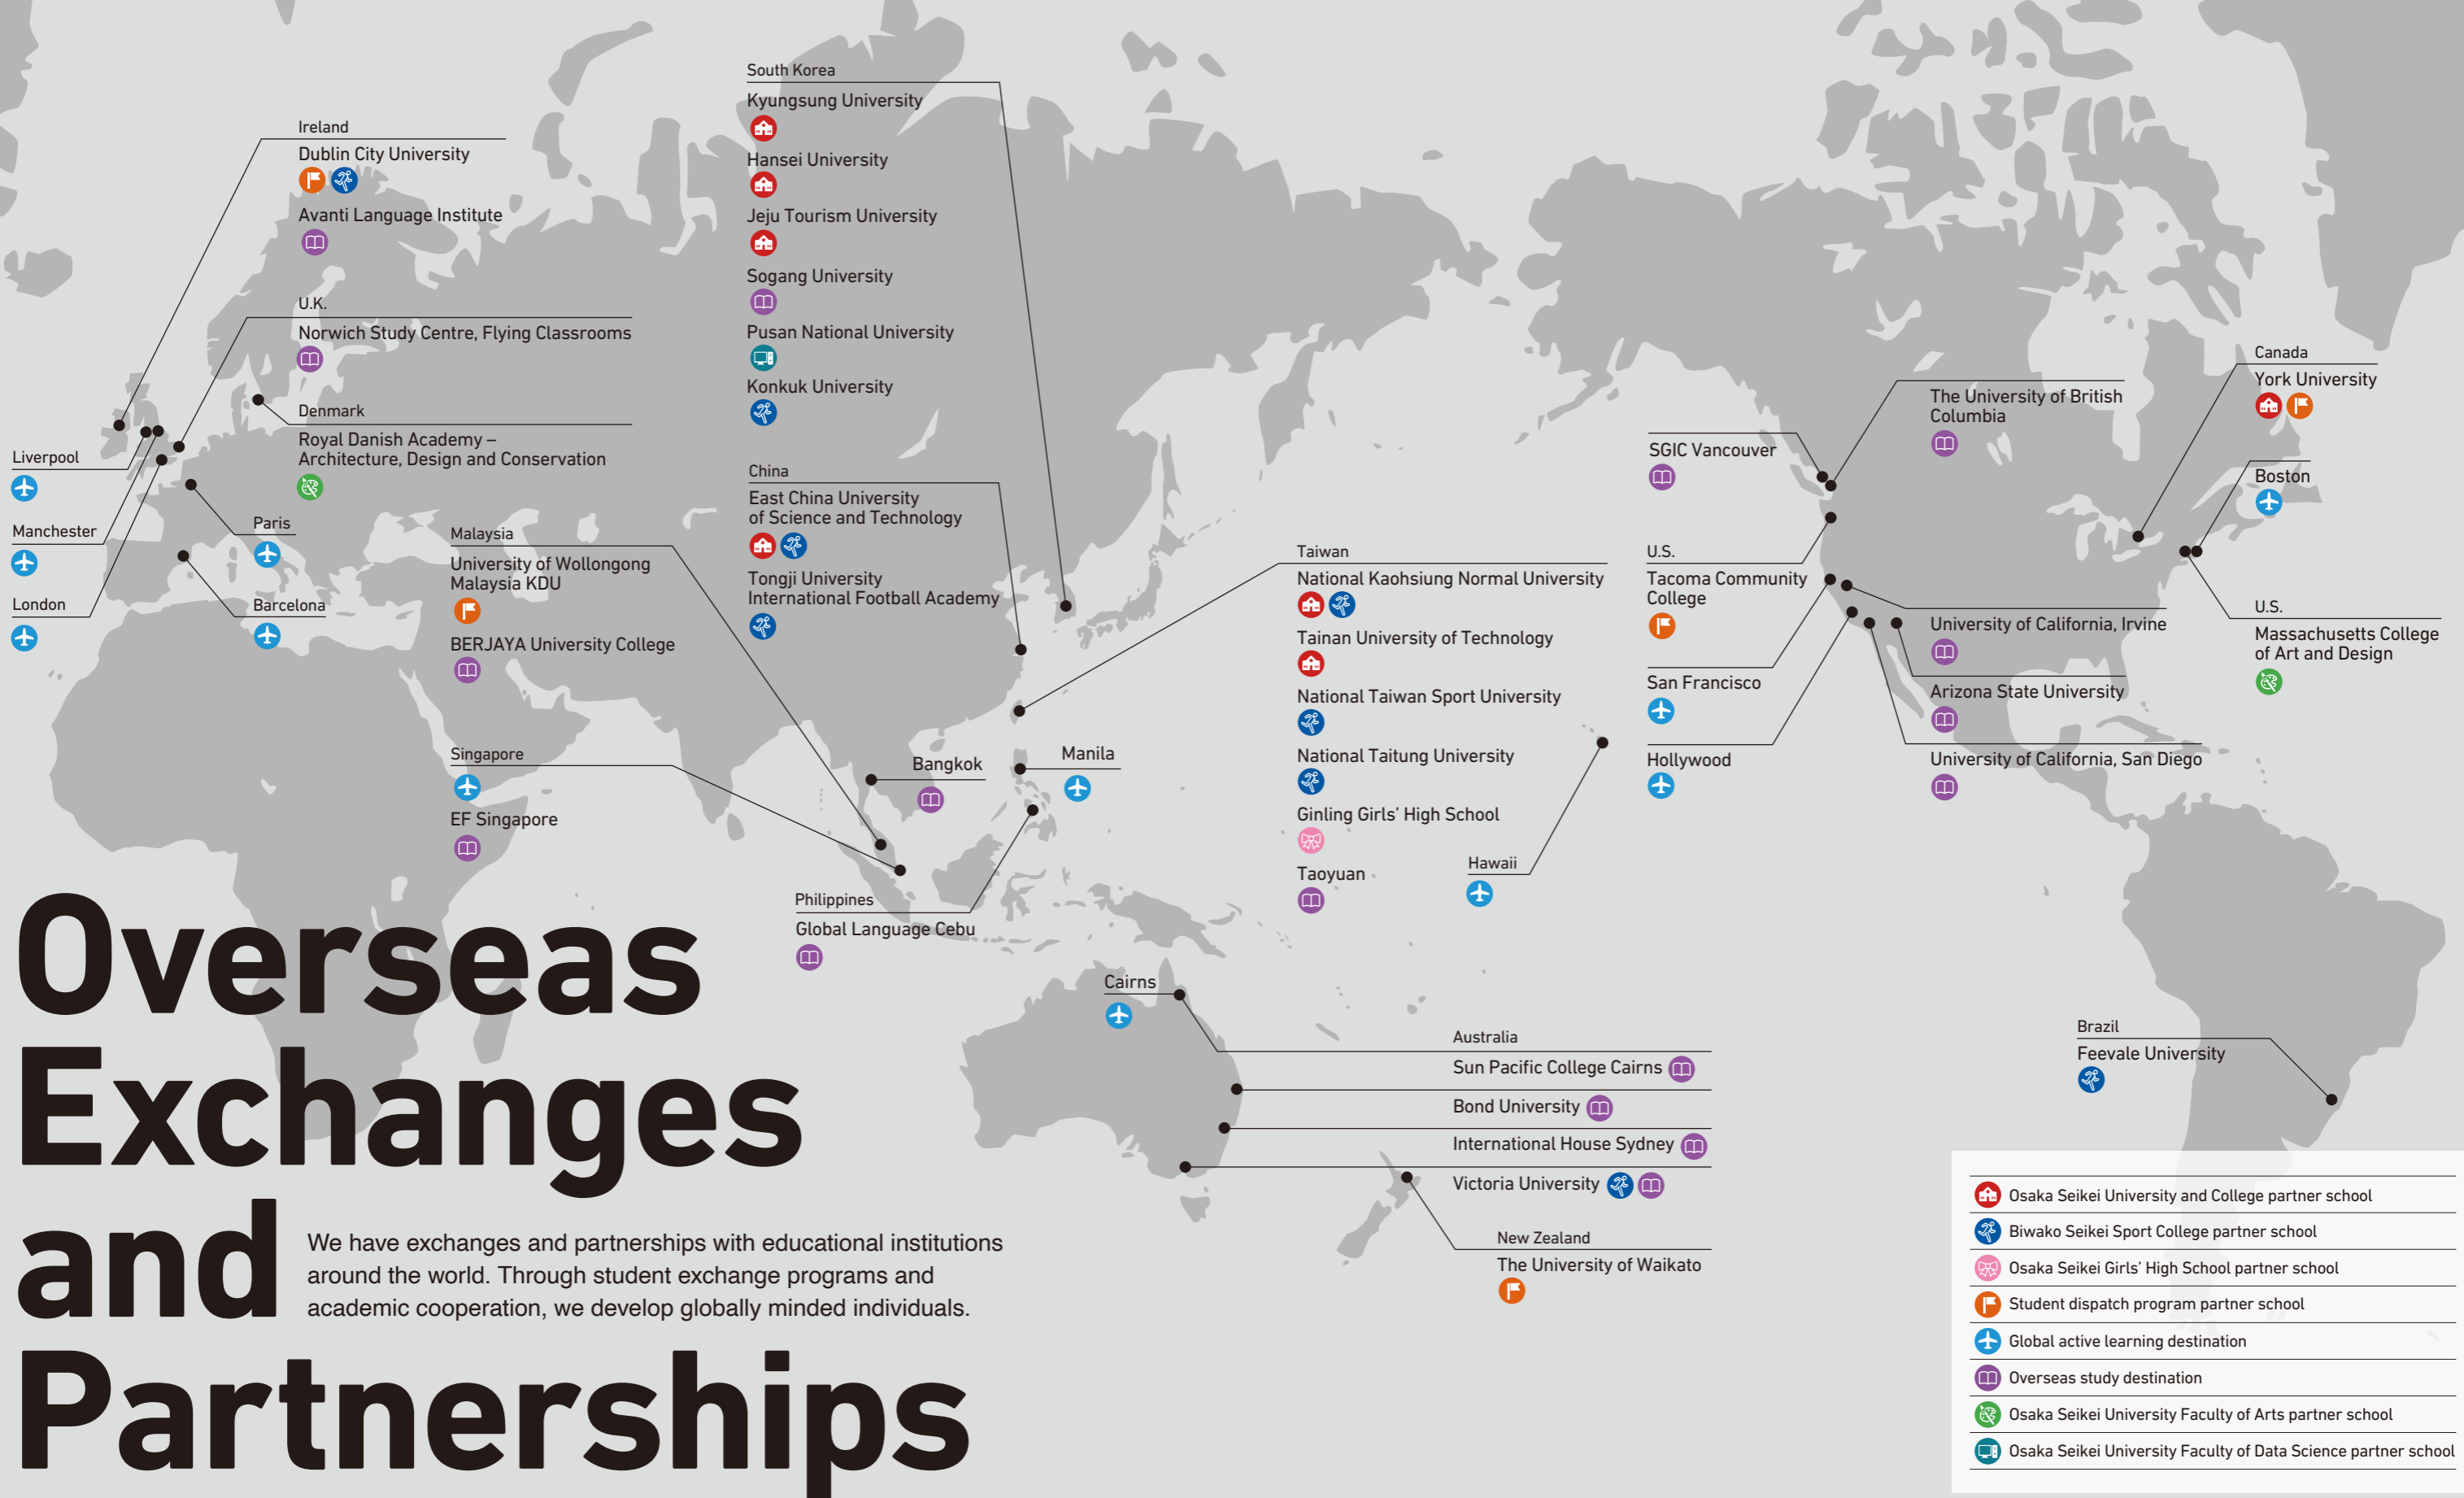 Overseas
Exchanges
and
Partnerships
We have exchanges and partnerships with educational institutions
around the world. Through student exchange programs and
academic cooperation, we develop globally minded individuals.
Ireland
Dublin City University
Avanti Language Institute
U.K.
Norwich Study Centre, Flying Classrooms
Denmark
Royal Danish Academy –
Architecture, Design and Conservation
Liverpool
Manchester
London
Paris
Barcelona
Malaysia
University of Wollongong
Malaysia KDU
BERJAYA University College
Singapore
EF Singapore
South Korea
Kyungsung University
Hansei University
Jeju Tourism University
Sogang University
Pusan National University
Konkuk University
China
East China University
of Science and Technology
Tongji University
International Football Academy
Bangkok
Manila
Philippines
Global Language Cebu
Taiwan
National Kaohsiung Normal University
Tainan University of Technology
National Taiwan Sport University
National Taitung University
Ginling Girls’ High School
Taoyuan
Hawaii
Cairns
Australia
Sun Pacific College Cairns
Bond University
International House Sydney
Victoria University
New Zealand
The University of Waikato
SGIC Vancouver
The University of British
Columbia
U.S.
Tacoma Community
College
San Francisco
Hollywood
University of California, Irvine
Arizona State University
University of California, San Diego
Canada
York University
Boston
U.S.
Massachusetts College
of Art and Design
Brazil
Feevale University
Osaka Seikei University and College partner school
Biwako Seikei Sport College partner school
Osaka Seikei Girls’ High School partner school
Student dispatch program partner school
Global active learning destination
Overseas study destination
Osaka Seikei University Faculty of Arts partner school
Osaka Seikei University Faculty of Data Science partner school